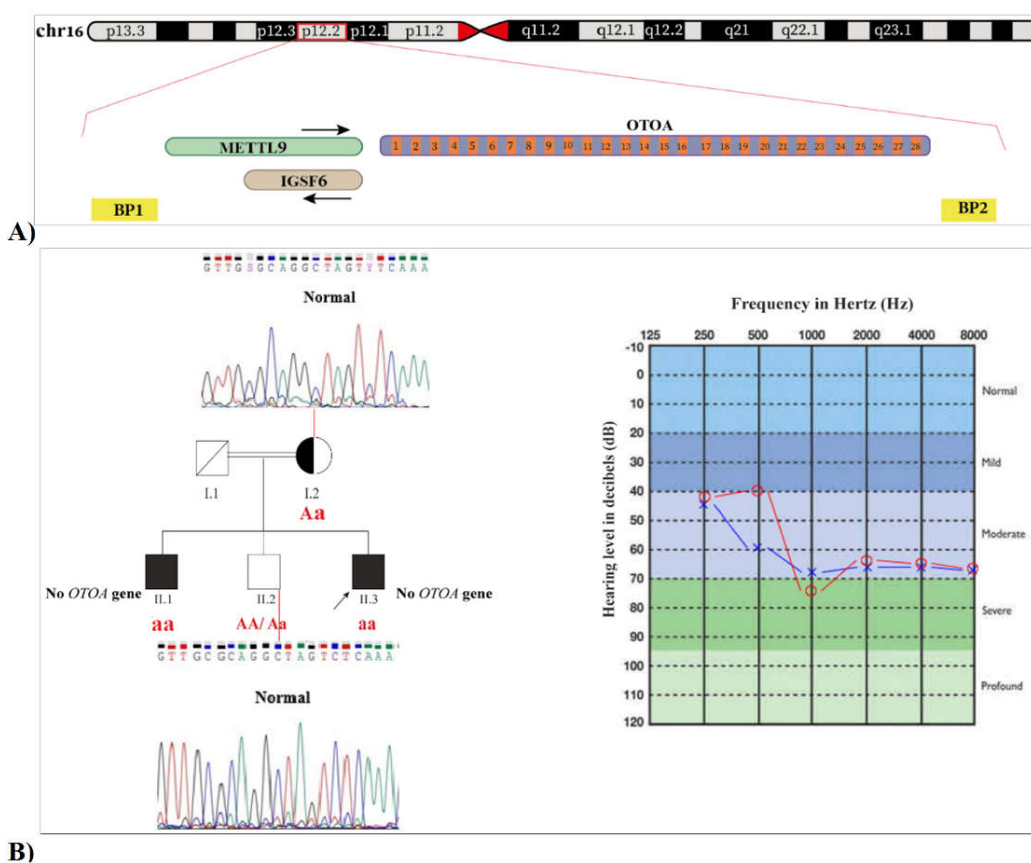 chr16 p13.3 p12.3 p12.2 p12.1 p11.2 q11.2 q12.1 q12.2 q21 q22.1 q23.1
OTOA
METTL9
1 2 3 4 5 6 7 8 9 10 11 12 13 14 15 16 17 18 19 20 21 22 23 24 25 26 27 28
IGSF6
BP1
BP2
A)
G T T G S G C A G G C T A G T Y T C A A A
Normal
I.1
I.2
Aa
No OTOA gene
II.1
II.2
II.3
No OTOA gene
aa
AA/ Aa
aa
G T T G C G C A G G C T A G T C T C A A A
Normal
Frequency in Hertz (Hz)
125 250 500 1000 2000 4000 8000
Hearing level in decibels (dB)
-10
0
10
20
30
40
50
60
70
80
90
100
110
120
Normal
Mild
Moderate
Severe
Profound
B)